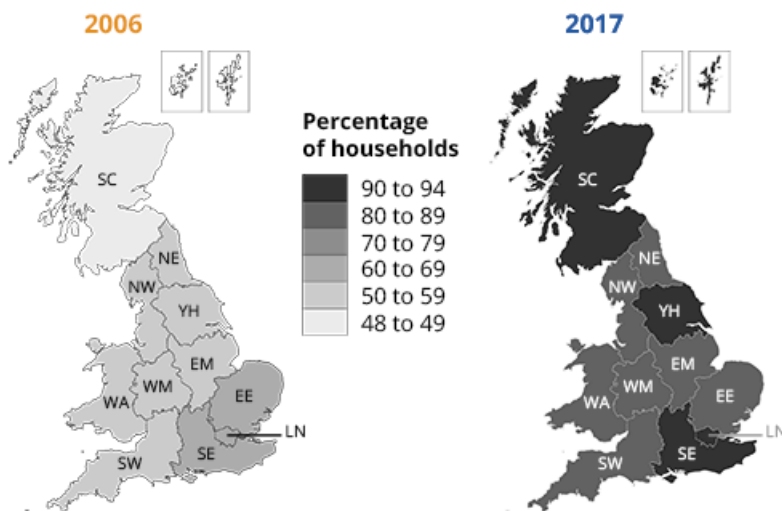 2006
2017
Percentage
of households
90 to 94
80 to 89
70 to 79
60 to 69
50 to 59
48 to 49
SC
NE
NW
YH
EM
WM
WA
EE
LN
SE
SW
SC
NE
NW
YH
EM
WM
WA
EE
LN
SE
SW